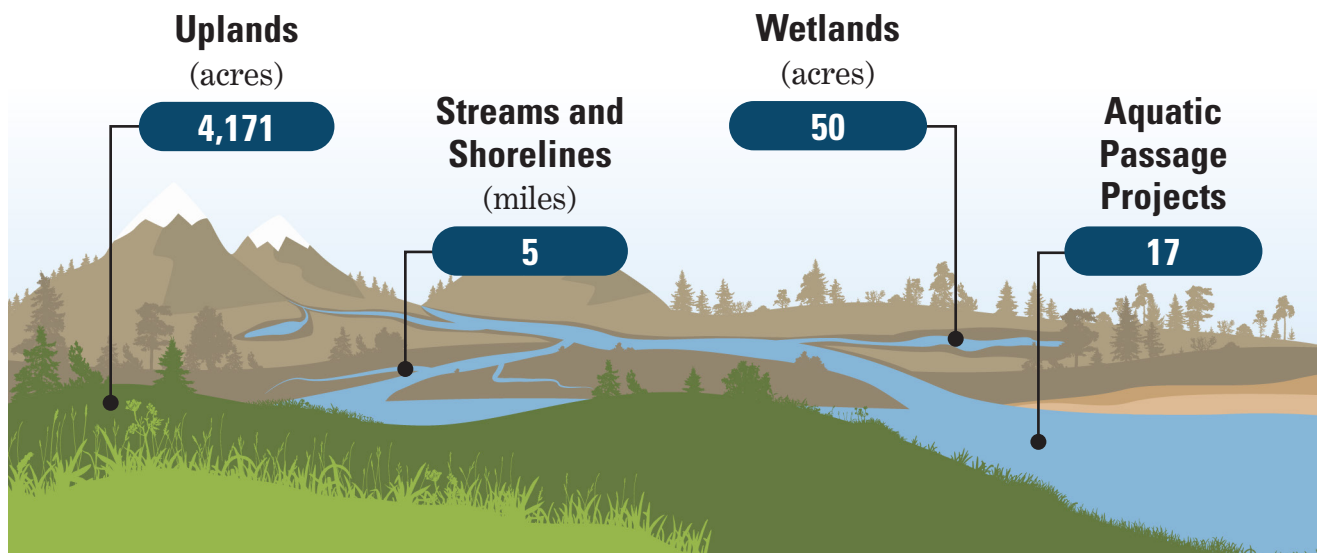 Uplands
(acres)
4,171
Streams and
Shorelines
(miles)
5
Wetlands
(acres)
50
Aquatic
Passage
Projects
17